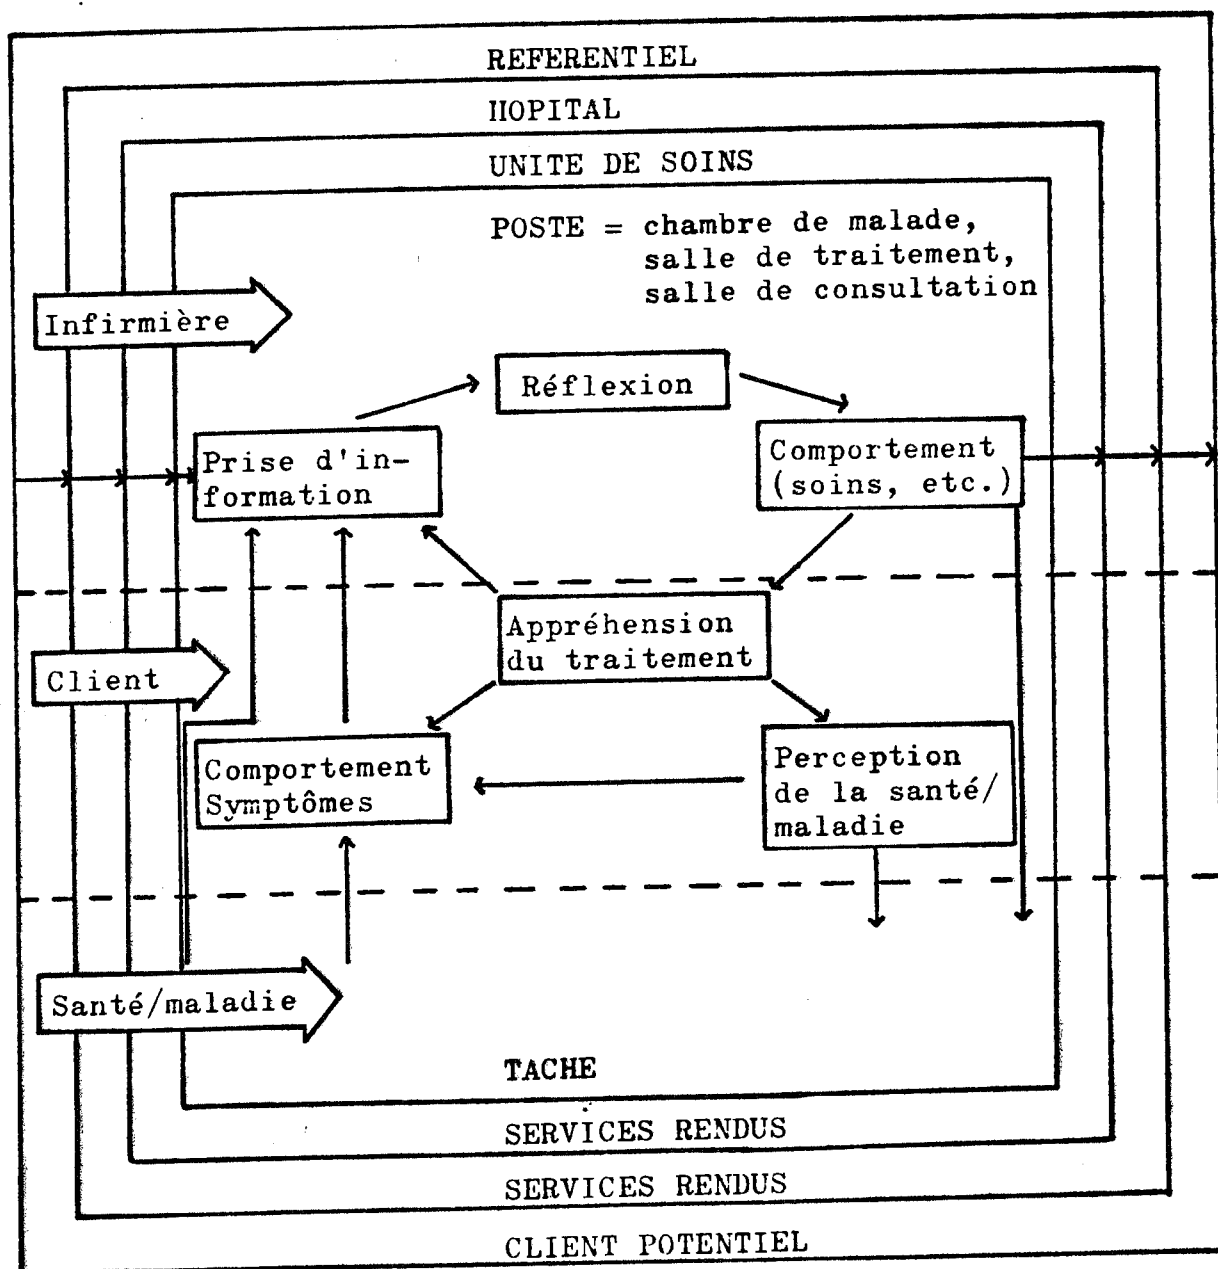 REFERENTIEL
HOPITAL
UNITE DE SOINS
POSTE = chambre de malade,
salle de traitement,
salle de consultation
Infirmière
Réflexion
Prise d'in-
formation
Comportement
(soins, etc.)
Appréhension
du traitement
Client
Comportement
Symptômes
Perception
de la santé/
maladie
Santé/maladie
TACHE
SERVICES RENDUS
SERVICES RENDUS
CLIENT POTENTIEL